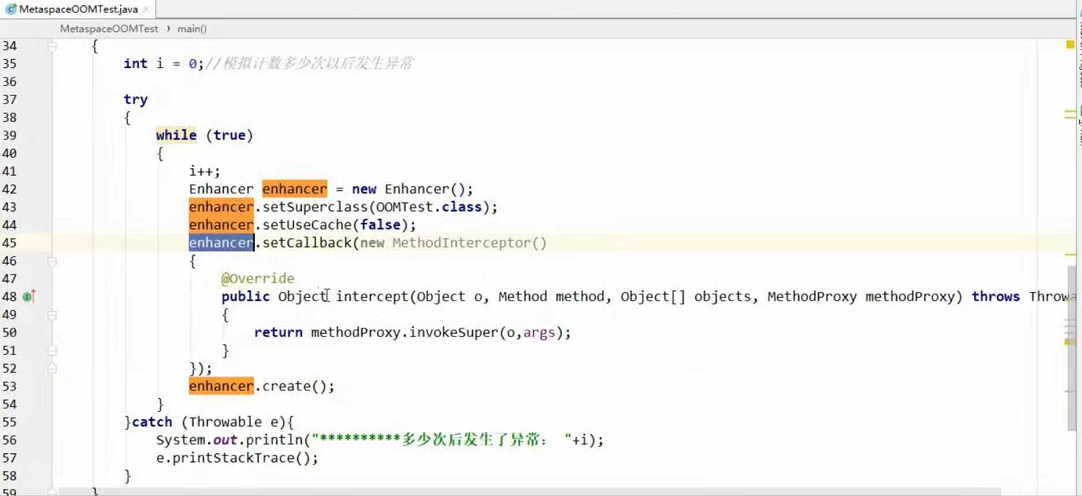 MetaspaceOOMTest.java
MetaspaceOOMTest main()
34 {
35 int i = 0;//模拟计数多少次以后发生异常
36
37 try
38 {
39 while (true)
40 {
41 i++;
42 Enhancer enhancer = new Enhancer();
43 enhancer.setSuperclass(OOMTest.class);
44 enhancer.setUseCache(false);
45 enhancer.setCallback(new MethodInterceptor()
46 {
47 @Override
48 public Object intercept(Object o, Method method, Object[] objects, MethodProxy methodProxy) throws Throwa
49 {
50 return methodProxy.invokeSuper(o,args);
51 }
52 });
53 enhancer.create();
54 }
55 }catch (Throwable e){
56 System.out.println("**********多少次后发生了异常： "+i);
57 e.printStackTrace();
58 }
59 }